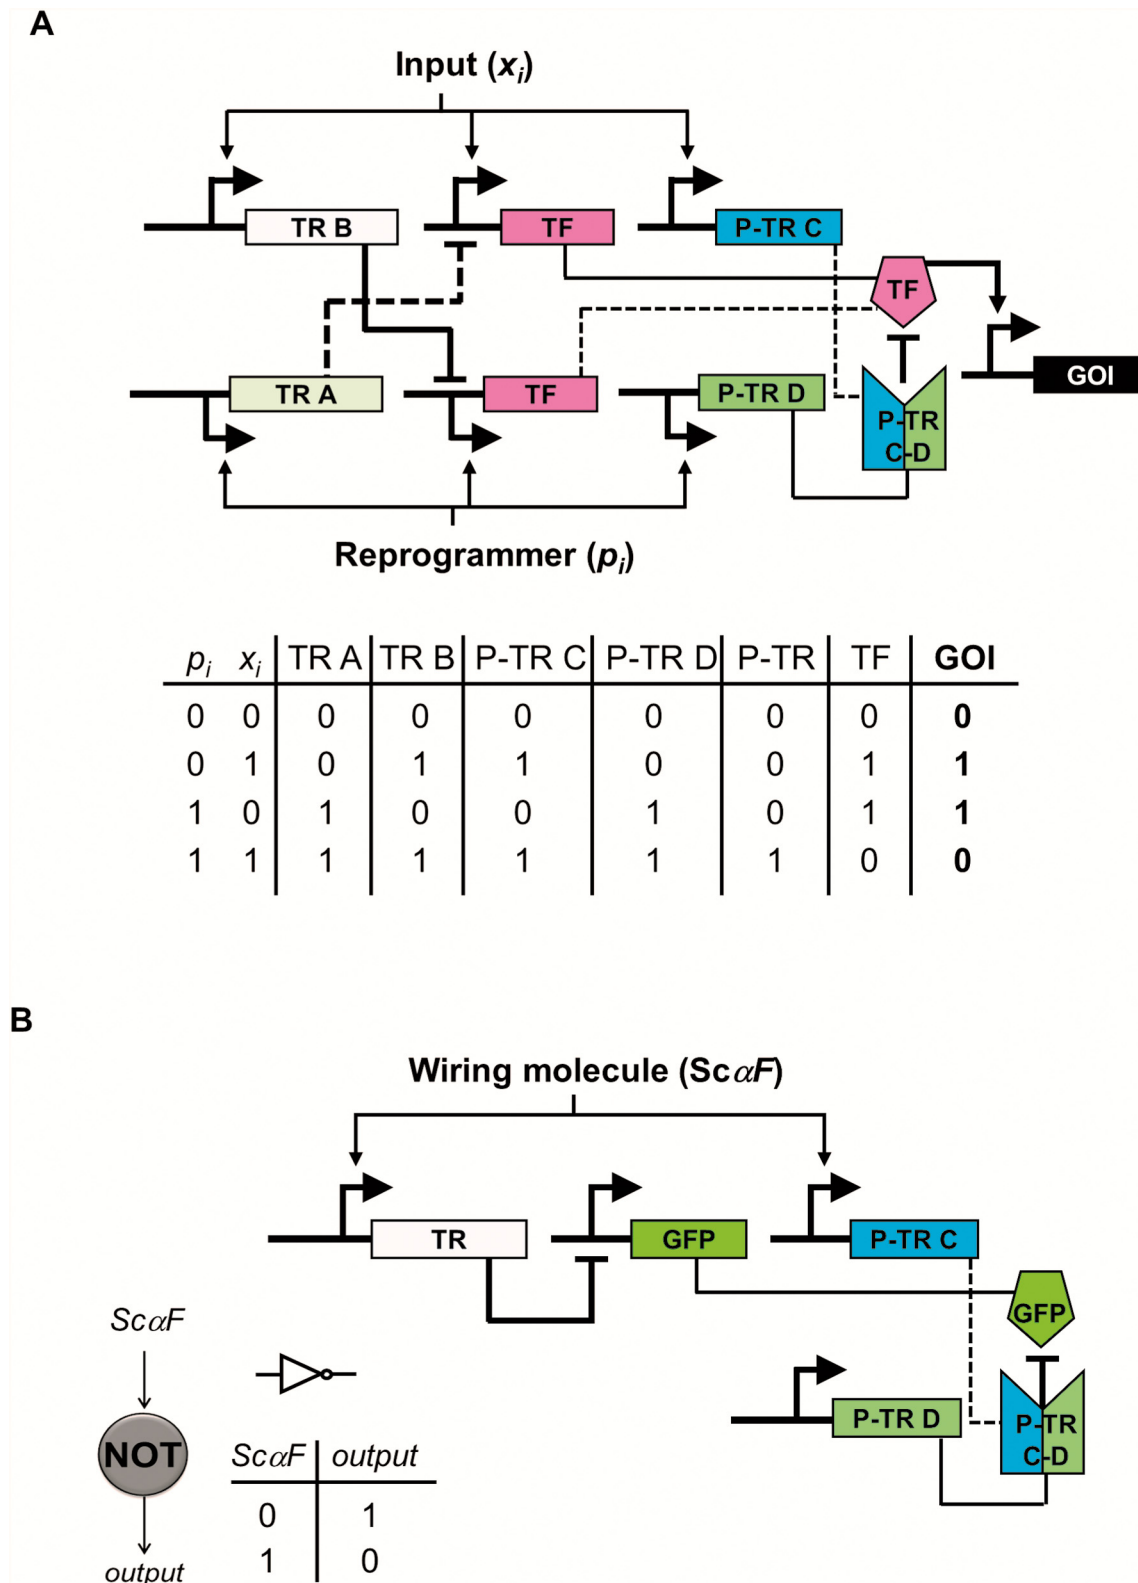 A
Input (xi)
TR B
TF
P-TR C
TF
TR A
TF
P-TR D
GOI
P-TR
C-D
Reprogrammer (pi)
pi xi TR A TR B P-TR C P-TR D P-TR TF GOI
0 0 0 0 0 0 0 0 0
0 1 0 1 1 0 0 1 1
1 0 1 0 0 1 0 1 1
1 1 1 1 1 1 1 0 0
B
Wiring molecule (ScαF)
TR
GFP
P-TR C
GFP
ScαF
P-TR D
P-TR
C-D
NOT
ScαF output
0 1
1 0
output